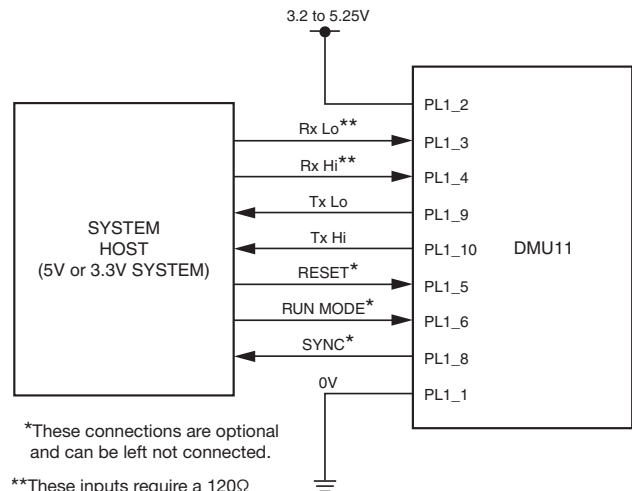 3.2 to 5.25V
PL1_2
Rx Lo**
PL1_3
Rx Hi**
PL1_4
Tx Lo
PL1_9
Tx Hi
PL1_10
SYSTEM
HOST
(5V or 3.3V SYSTEM)
DMU11
RESET*
PL1_5
RUN MODE*
PL1_6
SYNC*
PL1_8
0V
PL1_1
*These connections are optional
and can be left not connected.
**These inputs require a 120Ω